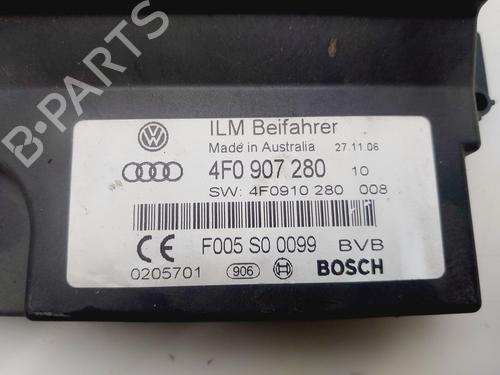 B-PARTS
ILM Beifahrer
Made in Australia 27.11.06
4F0 907 280 10
SW: 4F0910 280 008
CE F005 S0 0099 BVB
0205701 906 BOSCH